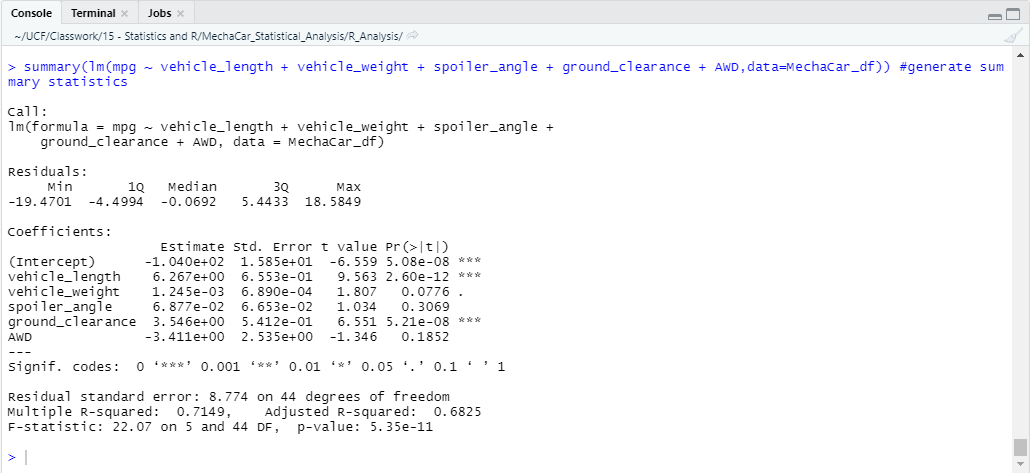 Console Terminal Jobs
~/UCF/Classwork/15 - Statistics and R/MechaCar_Statistical_Analysis/R_Analysis/
> summary(lm(mpg ~ vehicle_length + vehicle_weight + spoiler_angle + ground_clearance + AWD,data=MechaCar_df)) #generate sum
mary statistics
Call:
lm(formula = mpg ~ vehicle_length + vehicle_weight + spoiler_angle +
    ground_clearance + AWD, data = MechaCar_df)
Residuals:
     Min       1Q   Median       3Q      Max
-19.4701  -4.4994  -0.0692   5.4433  18.5849
Coefficients:
                   Estimate Std. Error t value Pr(>|t|)
(Intercept)      -1.040e+02  1.585e+01  -6.559 5.08e-08 ***
vehicle_length    6.267e+00  6.553e-01   9.563 2.60e-12 ***
vehicle_weight    1.245e-03  6.890e-04   1.807   0.0776 .
spoiler_angle     6.877e-02  6.653e-02   1.034   0.3069
ground_clearance  3.546e+00  5.412e-01   6.551 5.21e-08 ***
AWD              -3.411e+00  2.535e+00  -1.346   0.1852
---
Signif. codes:  0 ‘***’ 0.001 ‘**’ 0.01 ‘*’ 0.05 ‘.’ 0.1 ‘ ’ 1
Residual standard error: 8.774 on 44 degrees of freedom
Multiple R-squared:  0.7149,    Adjusted R-squared:  0.6825
F-statistic: 22.07 on 5 and 44 DF,  p-value: 5.35e-11
>